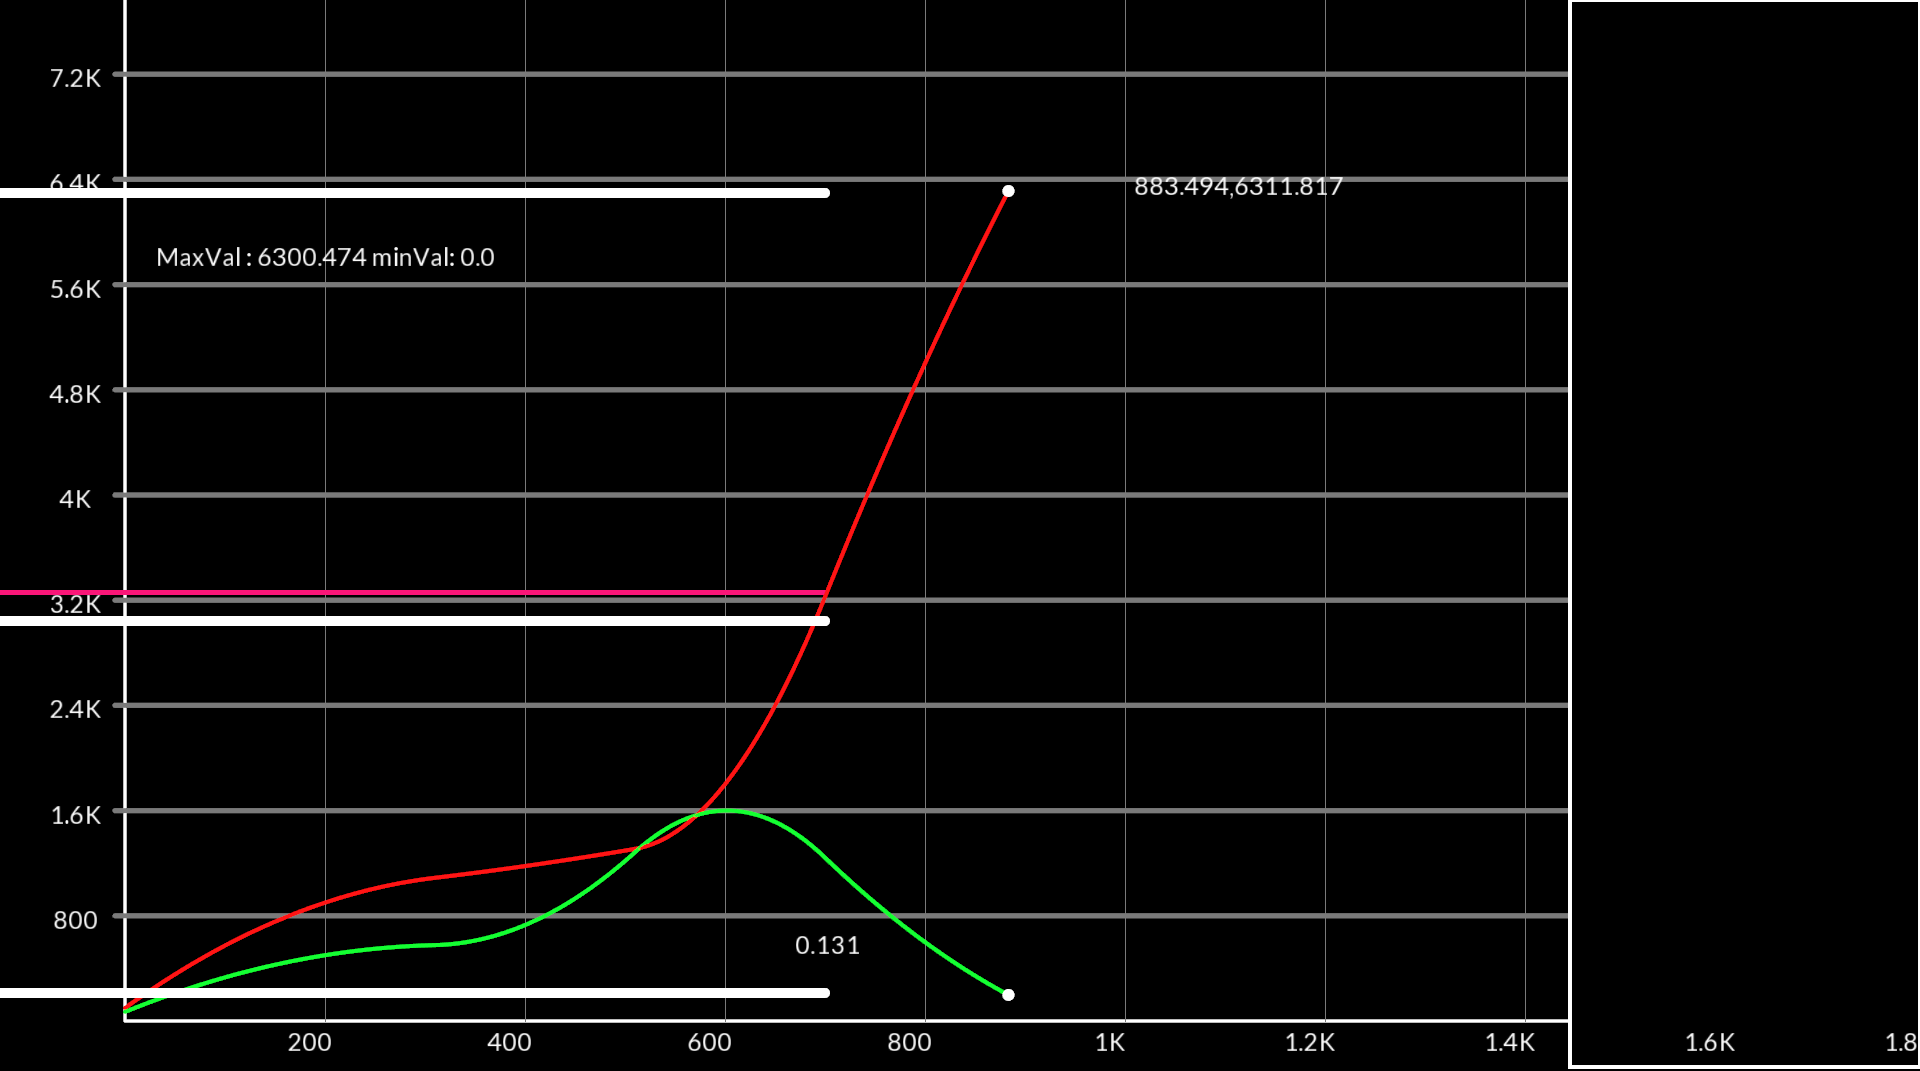 7.2K
6.4K
883.494,6311.817
MaxVal : 6300.474 minVal: 0.0
5.6K
4.8K
4K
3.2K
2.4K
1.6K
800
0.131
200 400 600 800 1K 1.2K 1.4K 1.6K 1.8